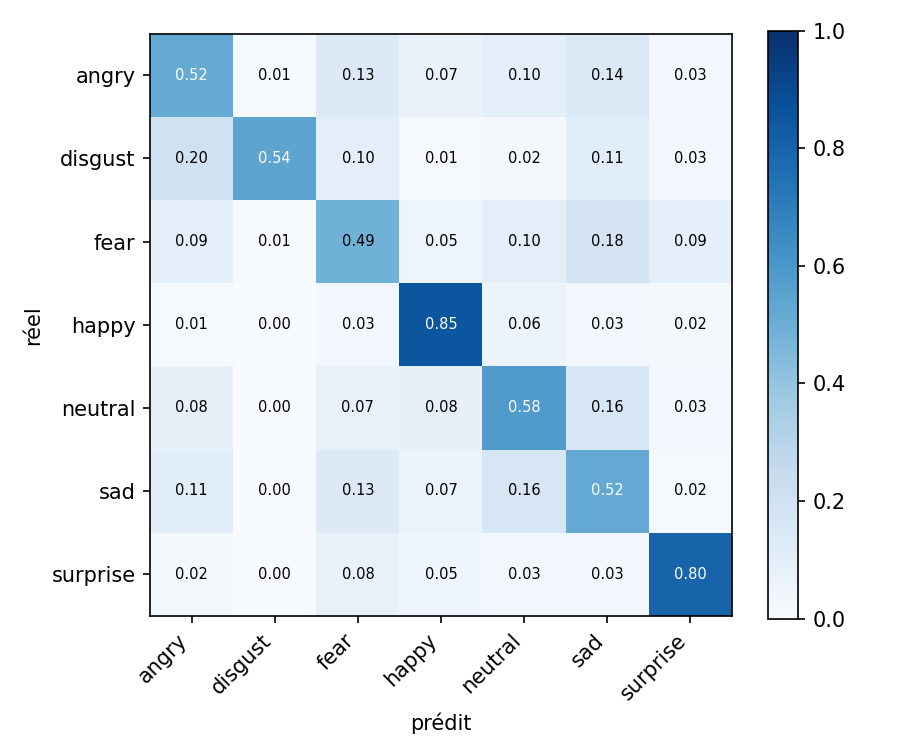 1.0
angry 0.52 0.01 0.13 0.07 0.10 0.14 0.03
0.8
disgust 0.20 0.54 0.10 0.01 0.02 0.11 0.03
fear 0.09 0.01 0.49 0.05 0.10 0.18 0.09
0.6
réel
happy 0.01 0.00 0.03 0.85 0.06 0.03 0.02
0.4
neutral 0.08 0.00 0.07 0.08 0.58 0.16 0.03
sad 0.11 0.00 0.13 0.07 0.16 0.52 0.02
0.2
surprise 0.02 0.00 0.08 0.05 0.03 0.03 0.80
0.0
angry disgust fear happy neutral sad surprise
prédit